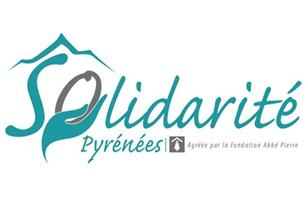 Solidarité
Pyrénées | Agréée par la Fondation Abbé Pierre